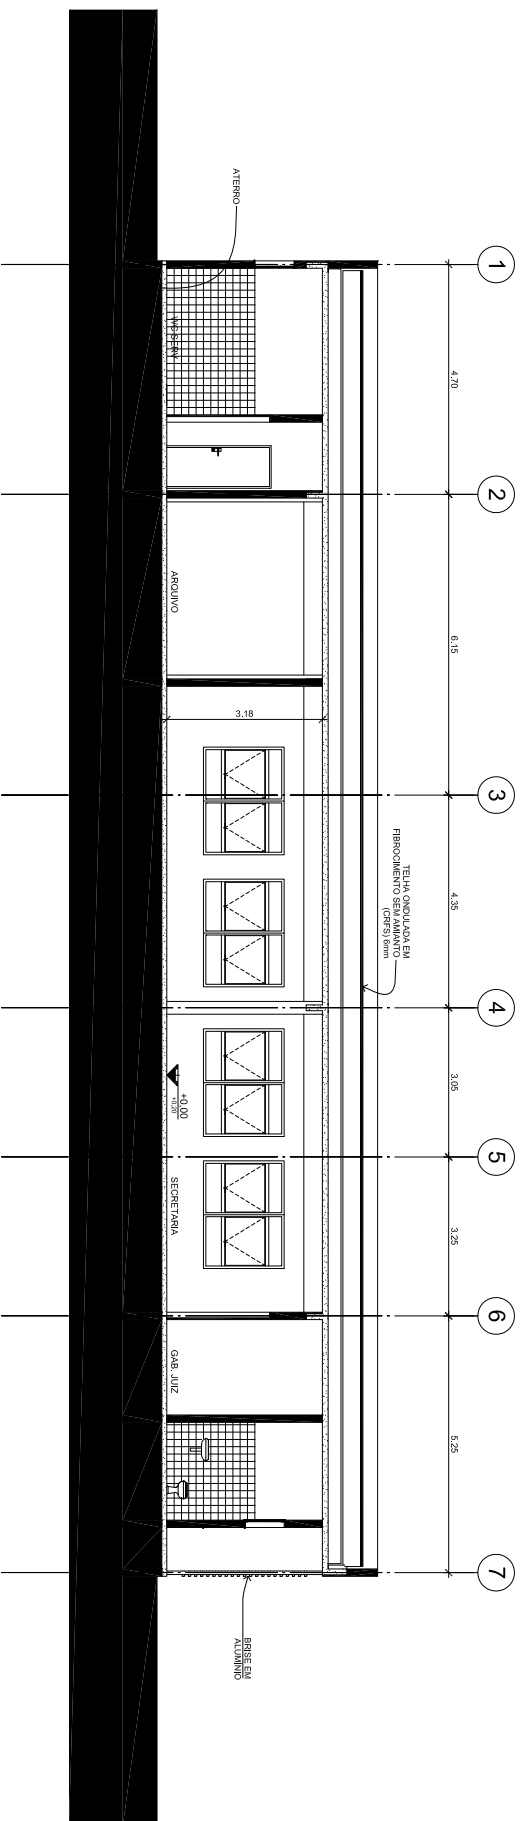 1
2
3
4
5
6
7
4.70
6.15
4.35
3.05
3.25
5.25
TELHA ONDULADA EM
FIBROCIMENTO SEM AMIANTO
(CRFS) 6mm
ATERRO
3.18
WC SERV.
ARQUIVO
+0.00
+0.20
SECRETARIA
GAB. JUIZ
BRISE EM
ALUMÍNIO